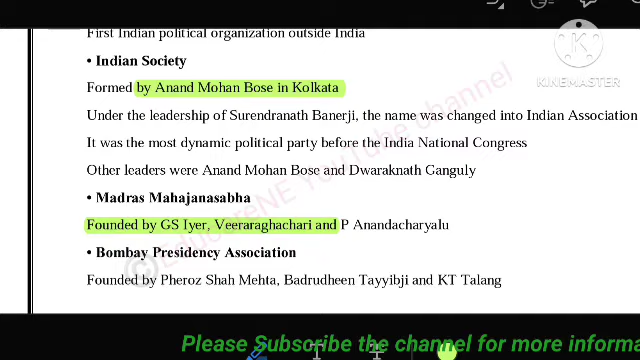 First Indian political organization outside India
• Indian Society
Formed by Anand Mohan Bose in Kolkata
Under the leadership of Surendranath Banerji, the name was changed into Indian Association
It was the most dynamic political party before the India National Congress
Other leaders were Anand Mohan Bose and Dwaraknath Ganguly
• Madras Mahajanasabha
Founded by GS Iyer, Veeraraghachari and P Anandacharyalu
• Bombay Presidency Association
Founded by Pheroz Shah Mehta, Badrudheen Tayyibji and KT Talang
©EducoreNE YouTube channel
K
KINEMASTER
Please Subscribe the channel for more informa